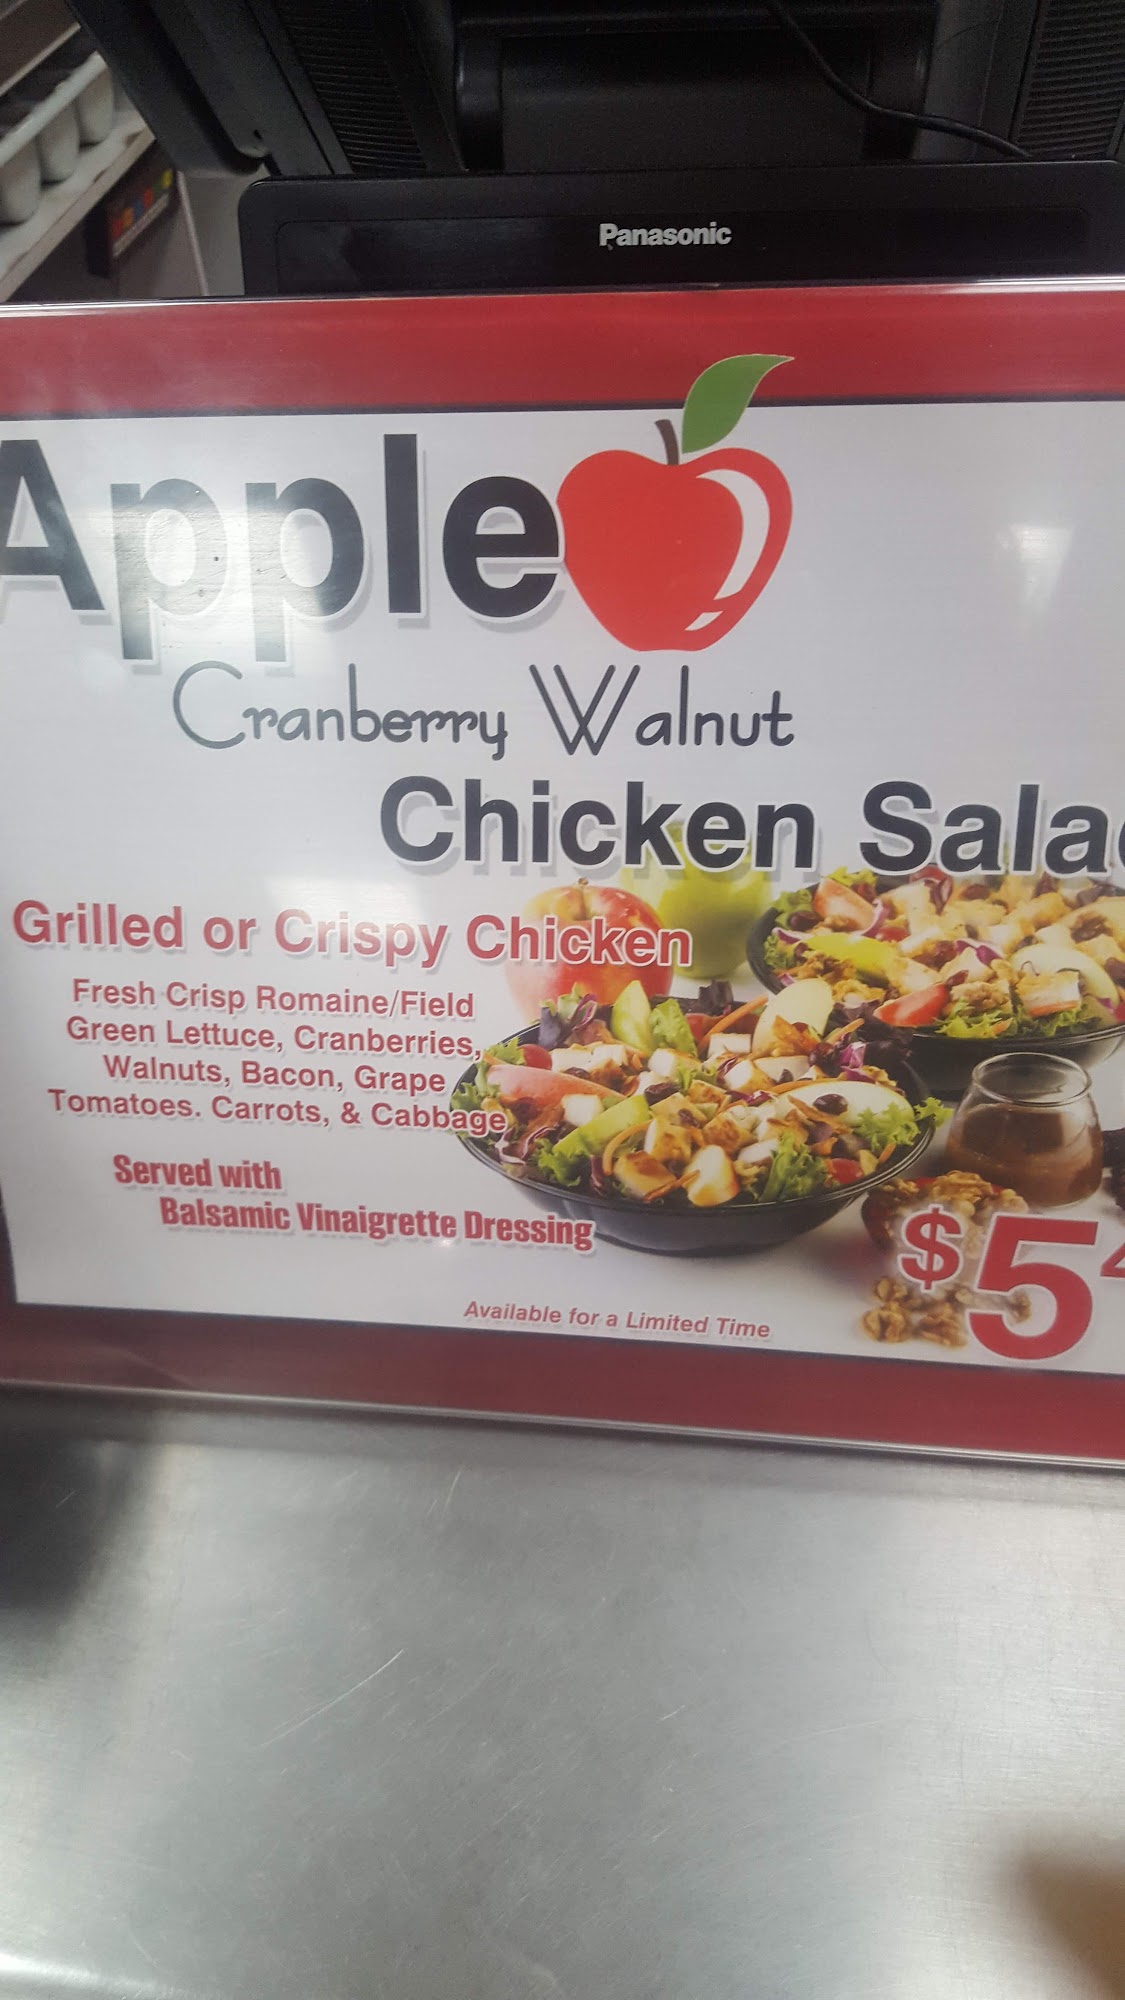 Panasonic
Apple
Cranberry Walnut
Chicken Sala
Grilled or Crispy Chicken
Fresh Crisp Romaine/Field
Green Lettuce, Cranberries,
Walnuts, Bacon, Grape
Tomatoes. Carrots, & Cabbage
Served with
Balsamic Vinaigrette Dressing
$5
Available for a Limited Time